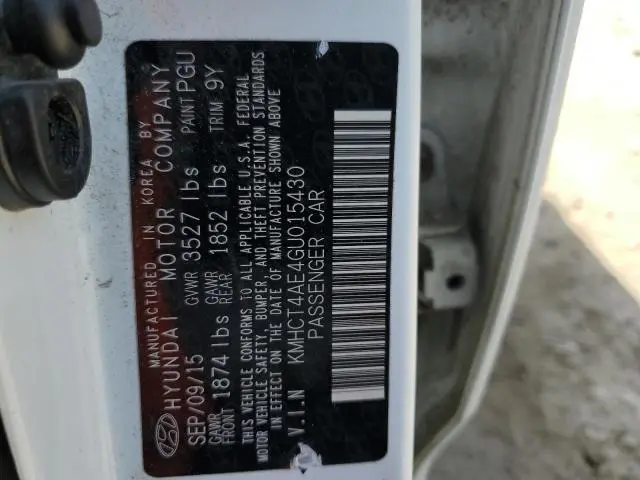 MANUFACTURED IN KOREA BY
HYUNDAI MOTOR COMPANY
SEP/09/15 GVWR 3527 lbs PAINT PGU
GAWR FRONT 1874 lbs GAWR REAR 1852 lbs TRIM 9Y
THIS VEHICLE CONFORMS TO ALL APPLICABLE U.S.A. FEDERAL
MOTOR VEHICLE SAFETY, BUMPER, AND THEFT PREVENTION STANDARDS
IN EFFECT ON THE DATE OF MANUFACTURE SHOWN ABOVE
V.I.N KMHCT4AE4GU015430
PASSENGER CAR